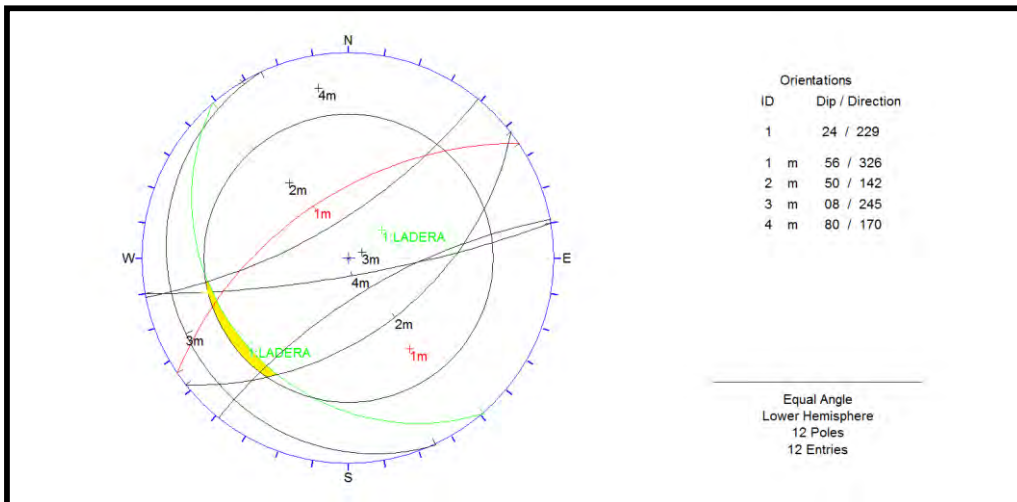 N
4m
2m
1m
1:LADERA
W
3m
E
4m
2m
3m
1:LADERA
1m
S
Orientations
ID Dip / Direction
1 24 / 229
1 m 56 / 326
2 m 50 / 142
3 m 08 / 245
4 m 80 / 170
Equal Angle
Lower Hemisphere
12 Poles
12 Entries